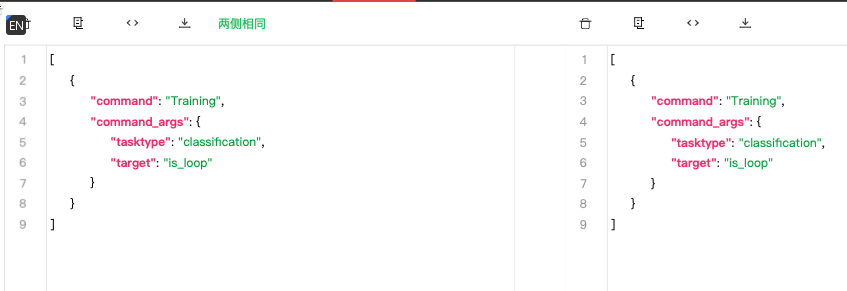 EN
两侧相同
1 [
2 {
3 "command": "Training",
4 "command_args": {
5 "tasktype": "classification",
6 "target": "is_loop"
7 }
8 }
9 ]
1 [
2 {
3 "command": "Training",
4 "command_args": {
5 "tasktype": "classification",
6 "target": "is_loop"
7 }
8 }
9 ]